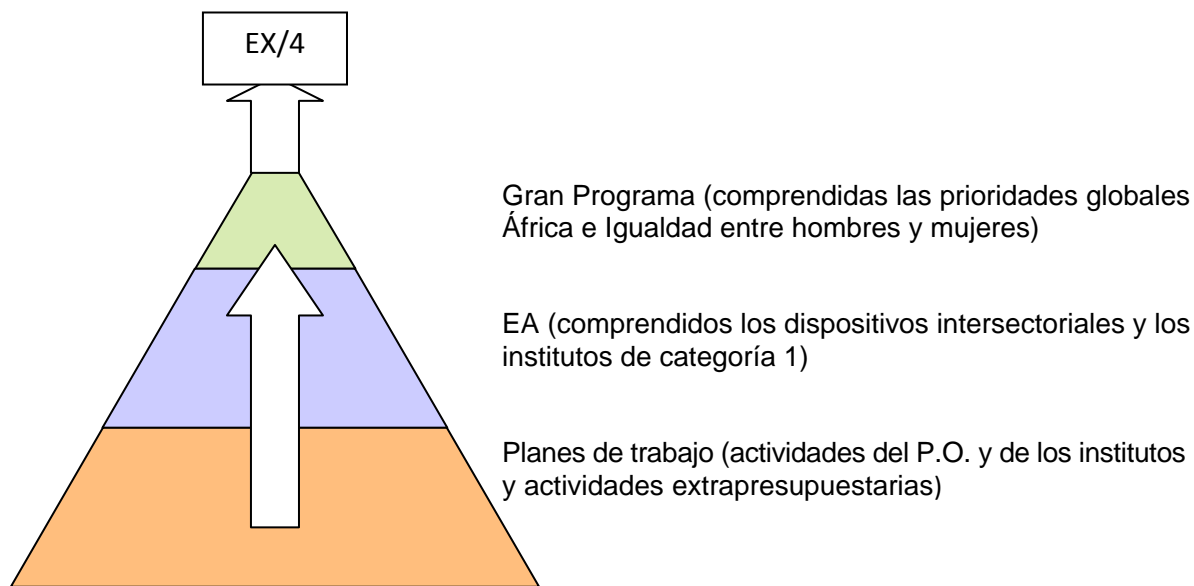 EX/4
Gran Programa (comprendidas las prioridades globales
África e Igualdad entre hombres y mujeres)
EA (comprendidos los dispositivos intersectoriales y los
institutos de categoría 1)
Planes de trabajo (actividades del P.O. y de los institutos
y actividades extrapresupuestarias)